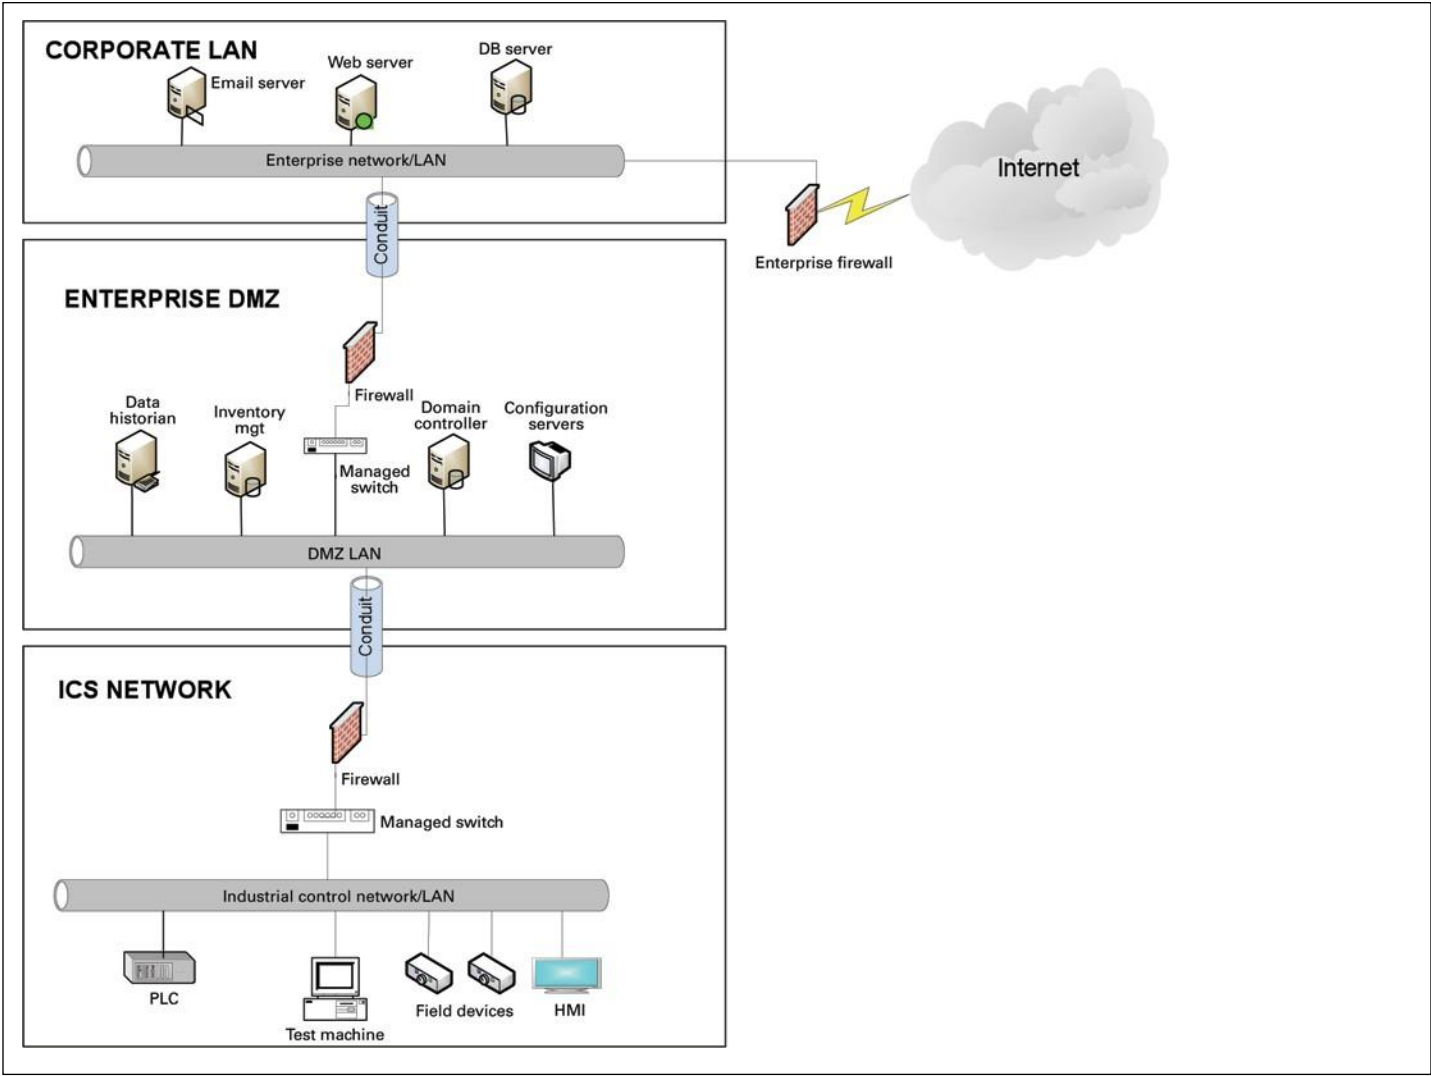 CORPORATE LAN
Email server
Web server
DB server
Enterprise network/LAN
Internet
Conduit
Enterprise firewall
ENTERPRISE DMZ
Firewall
Data
historian
Inventory
mgt
Managed
switch
Domain
controller
Configuration
servers
DMZ LAN
Conduit
ICS NETWORK
Firewall
Managed switch
Industrial control network/LAN
PLC
Test machine
Field devices
HMI